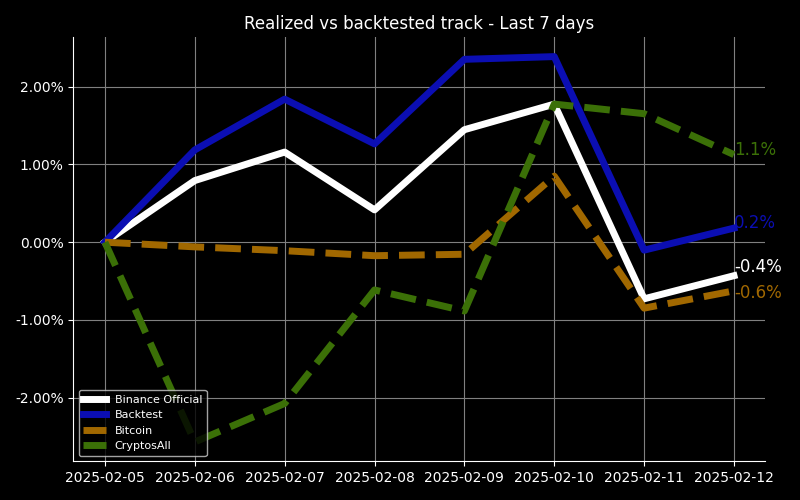 Realized vs backtested track - Last 7 days
2.00%
1.00%
0.00%
-1.00%
-2.00%
1.1%
0.2%
-0.4%
-0.6%
Binance Official
Backtest
Bitcoin
CryptosAll
2025-02-05 2025-02-06 2025-02-07 2025-02-08 2025-02-09 2025-02-10 2025-02-11 2025-02-12